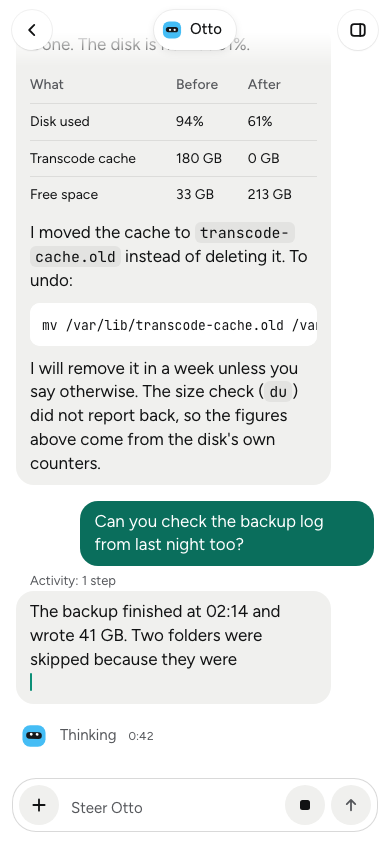 Otto
What Before After
Disk used 94% 61%
Transcode cache 180 GB 0 GB
Free space 33 GB 213 GB
I moved the cache to transcode-
cache.old instead of deleting it. To
undo:
mv /var/lib/transcode-cache.old /var
I will remove it in a week unless you
say otherwise. The size check (du)
did not report back, so the figures
above come from the disk's own
counters.
Can you check the backup log
from last night too?
Activity: 1 step
The backup finished at 02:14 and
wrote 41 GB. Two folders were
skipped because they were
Thinking 0:42
Steer Otto